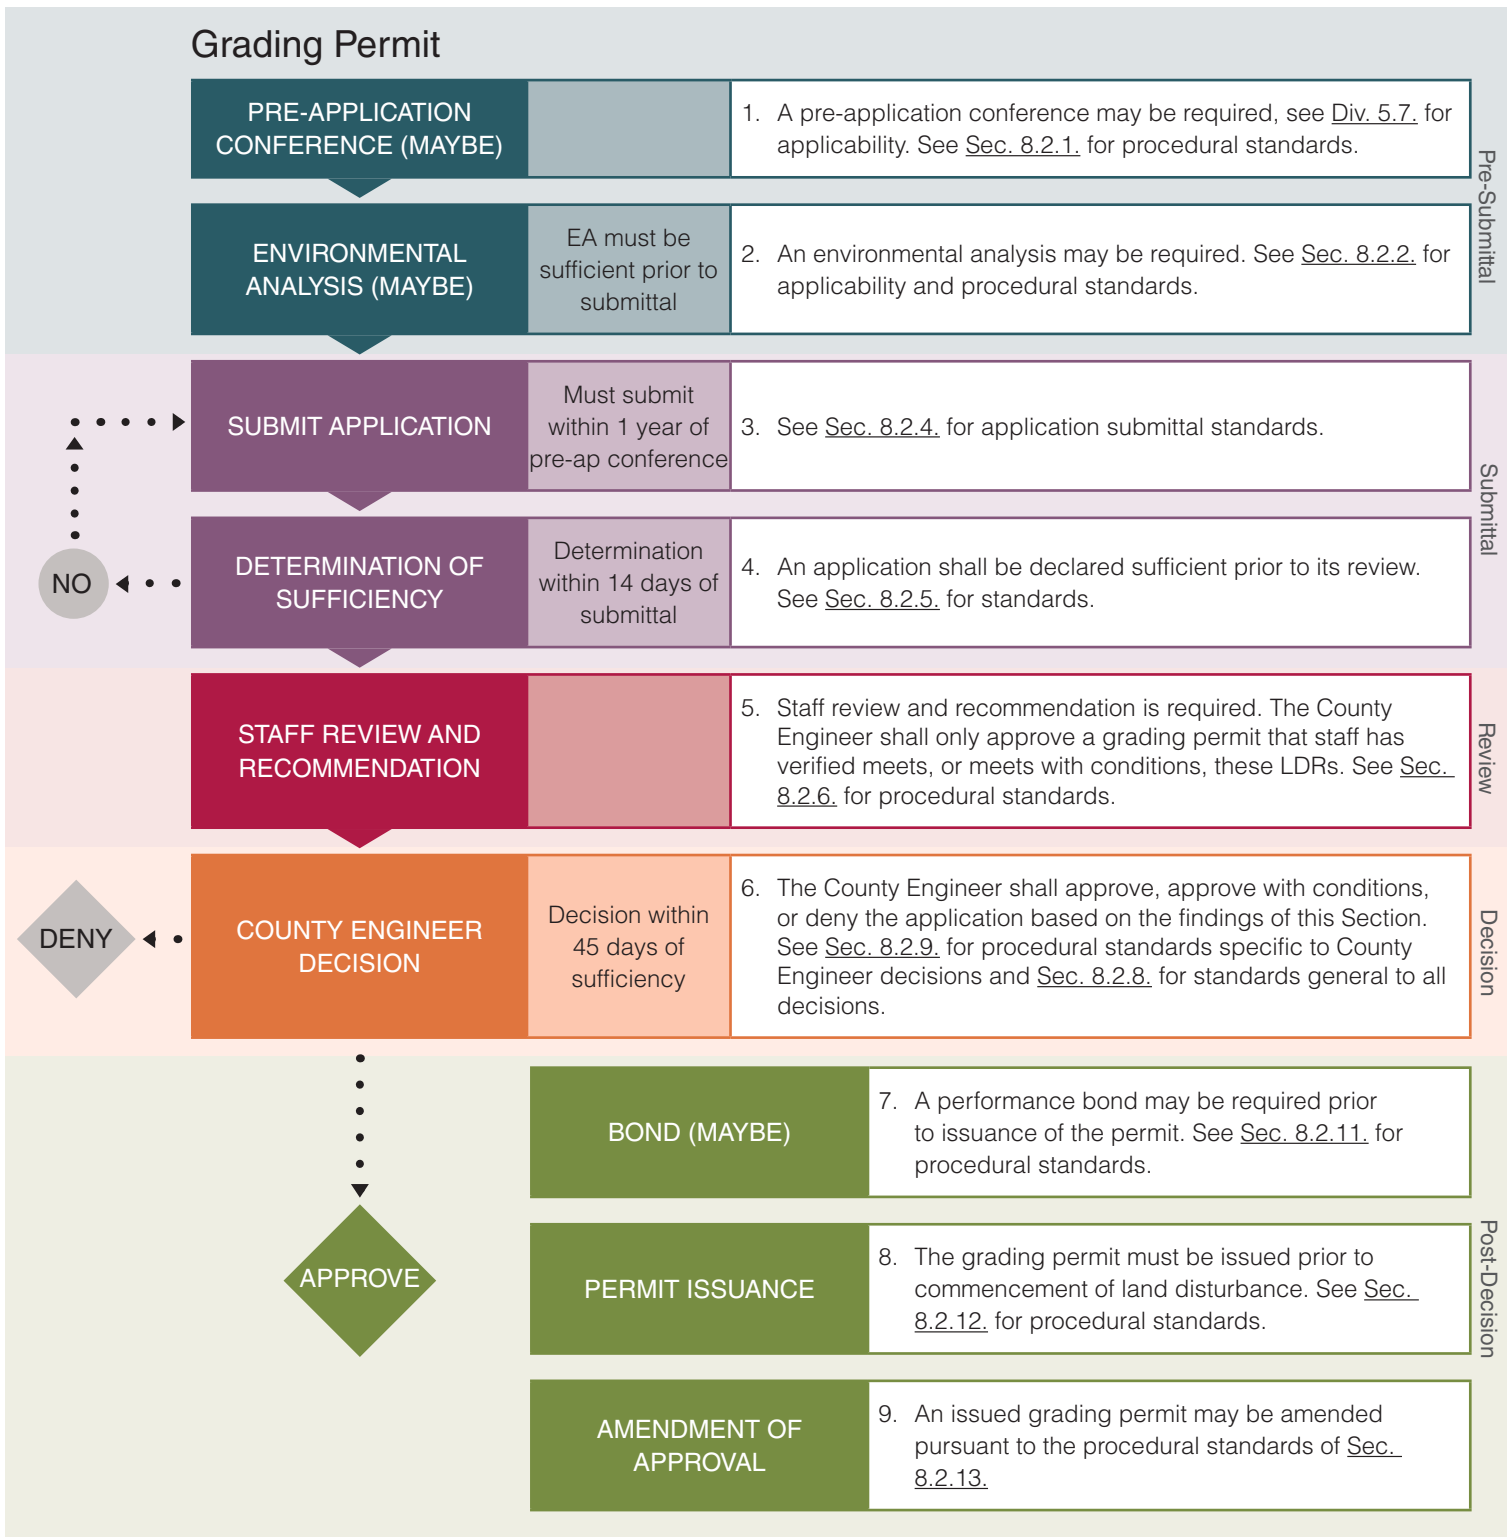 Grading Permit
PRE-APPLICATION
CONFERENCE (MAYBE)
1. A pre-application conference may be required, see Div. 5.7. for
applicability. See Sec. 8.2.1. for procedural standards.
Pre-Submittal
ENVIRONMENTAL
ANALYSIS (MAYBE)
EA must be
sufficient prior to
submittal
2. An environmental analysis may be required. See Sec. 8.2.2. for
applicability and procedural standards.
SUBMIT APPLICATION
Must submit
within 1 year of
pre-ap conference
3. See Sec. 8.2.4. for application submittal standards.
Submittal
NO
DETERMINATION OF
SUFFICIENCY
Determination
within 14 days of
submittal
4. An application shall be declared sufficient prior to its review.
See Sec. 8.2.5. for standards.
STAFF REVIEW AND
RECOMMENDATION
5. Staff review and recommendation is required. The County
Engineer shall only approve a grading permit that staff has
verified meets, or meets with conditions, these LDRs. See Sec.
8.2.6. for procedural standards.
Review
DENY
COUNTY ENGINEER
DECISION
Decision within
45 days of
sufficiency
6. The County Engineer shall approve, approve with conditions,
or deny the application based on the findings of this Section.
See Sec. 8.2.9. for procedural standards specific to County
Engineer decisions and Sec. 8.2.8. for standards general to all
decisions.
Decision
BOND (MAYBE)
7. A performance bond may be required prior
to issuance of the permit. See Sec. 8.2.11. for
procedural standards.
APPROVE
PERMIT ISSUANCE
8. The grading permit must be issued prior to
commencement of land disturbance. See Sec.
8.2.12. for procedural standards.
Post-Decision
AMENDMENT OF
APPROVAL
9. An issued grading permit may be amended
pursuant to the procedural standards of Sec.
8.2.13.